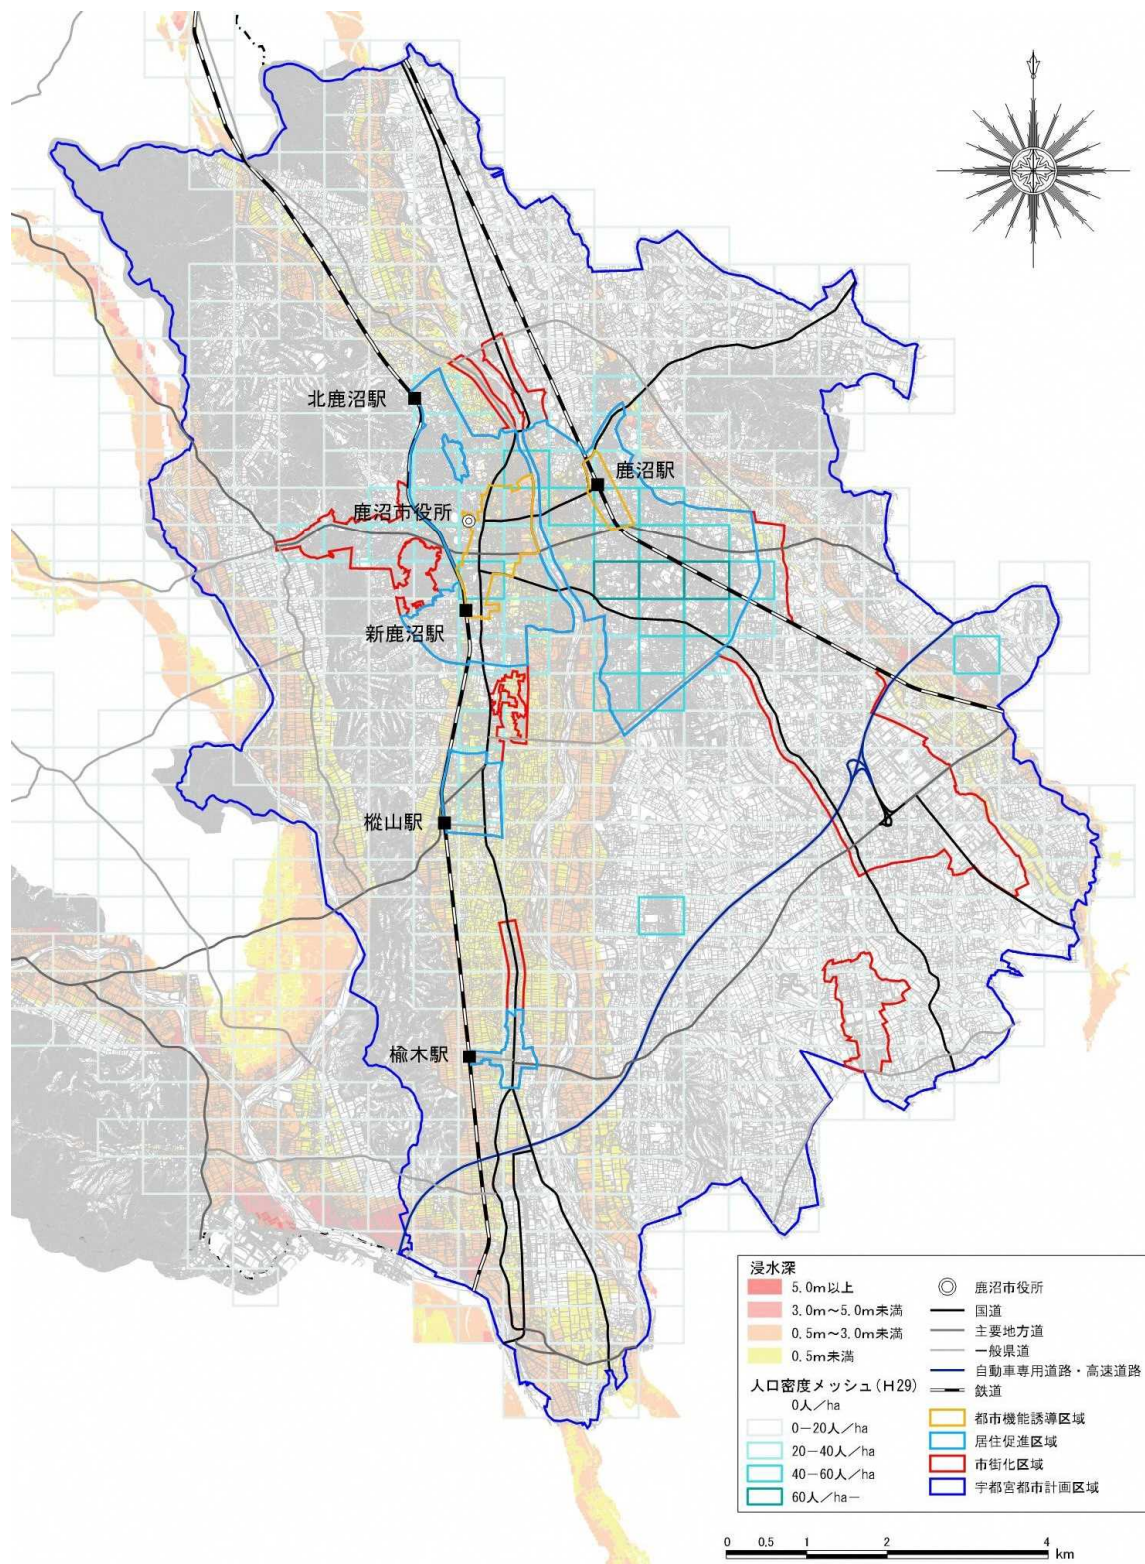 北鹿沼駅
鹿沼駅
鹿沼市役所
新鹿沼駅
樅山駅
楡木駅
浸水深
5.0m以上
3.0m～5.0m未満
0.5m～3.0m未満
0.5m未満
人口密度メッシュ(H29)
0人／ha
0－20人／ha
20－40人／ha
40－60人／ha
60人／ha－
鹿沼市役所
国道
主要地方道
一般県道
自動車専用道路・高速道路
鉄道
都市機能誘導区域
居住促進区域
市街化区域
宇都宮都市計画区域
0 0.5 1 2 4
km